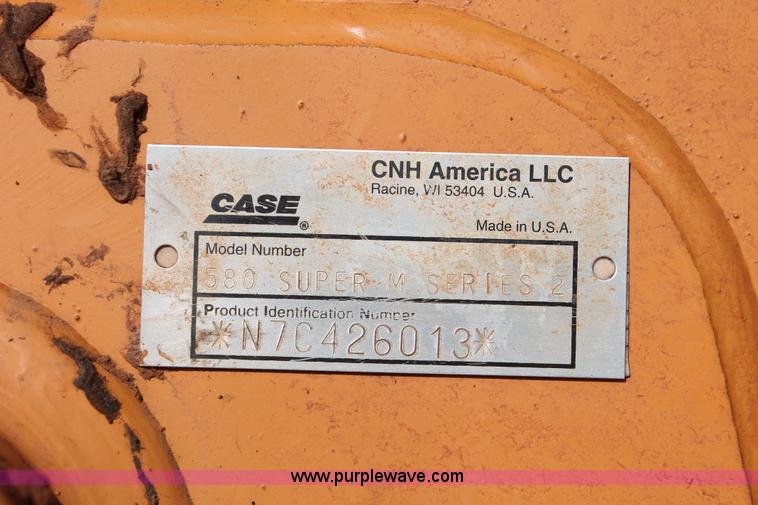 CNH America LLC
Racine, WI 53404 U.S.A.
CASE®
Made in U.S.A.
Model Number
580 SUPER M SERIES 2
Product Identification Number
*N7C426013*
www.purplewave.com